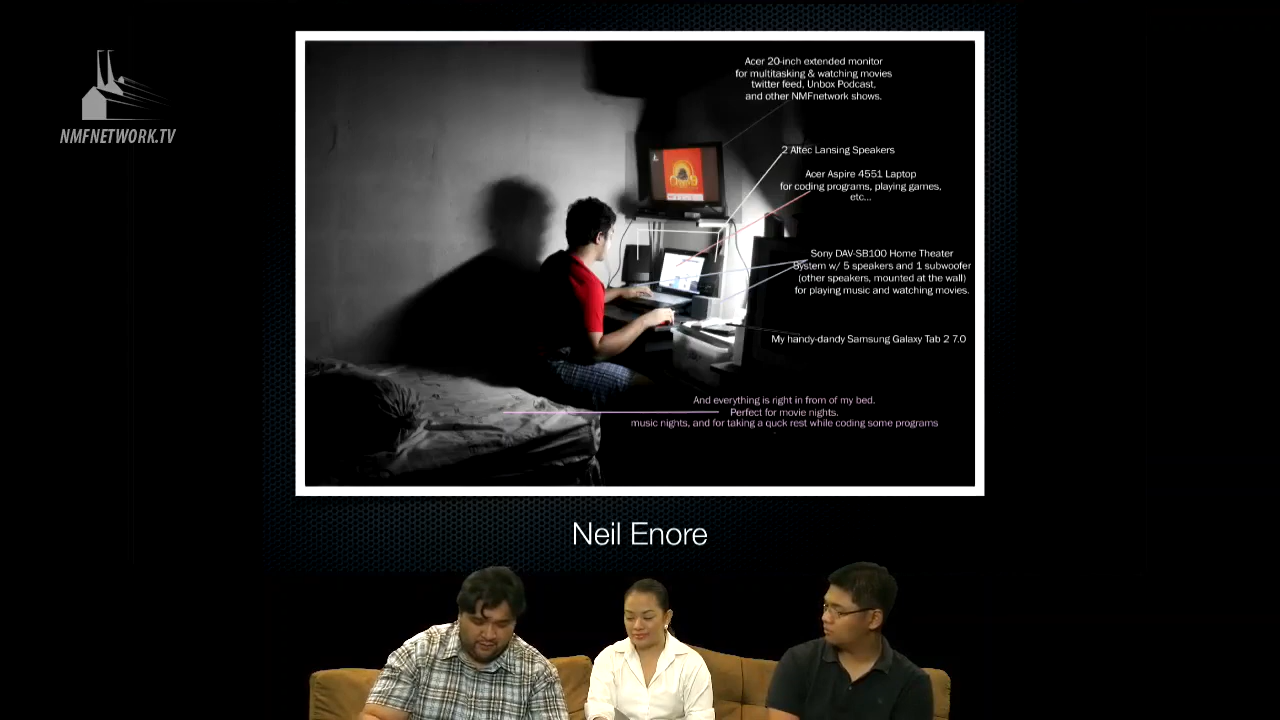 NMFNETWORK.TV
Acer 20-inch extended monitor
for multitasking & watching movies
twitter feed, Unbox Podcast,
and other NMFnetwork shows.
2 Altec Lansing Speakers
Acer Aspire 4551 Laptop
for coding programs, playing games,
etc...
Sony DAV-SB100 Home Theater
System w/ 5 speakers and 1 subwoofer
(other speakers, mounted at the wall)
for playing music and watching movies.
My handy-dandy Samsung Galaxy Tab 2 7.0
And everything is right in from of my bed.
Perfect for movie nights.
music nights, and for taking a quck rest while coding some programs
Neil Enore